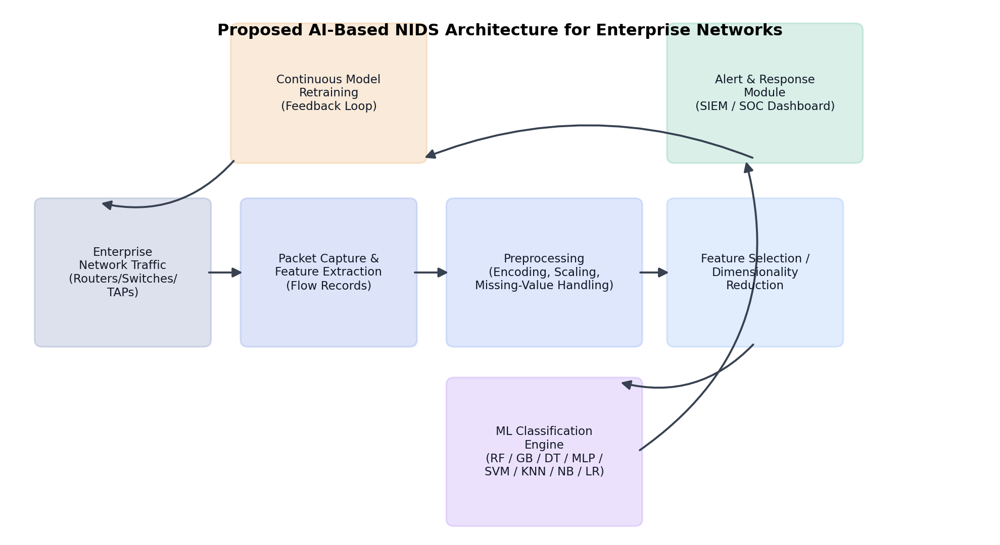 Proposed AI-Based NIDS Architecture for Enterprise Networks
Continuous Model
Retraining
(Feedback Loop)
Alert & Response
Module
(SIEM / SOC Dashboard)
Enterprise
Network Traffic
(Routers/Switches/
TAPs)
Packet Capture &
Feature Extraction
(Flow Records)
Preprocessing
(Encoding, Scaling,
Missing-Value Handling)
Feature Selection /
Dimensionality
Reduction
ML Classification
Engine
(RF / GB / DT / MLP /
SVM / KNN / NB / LR)